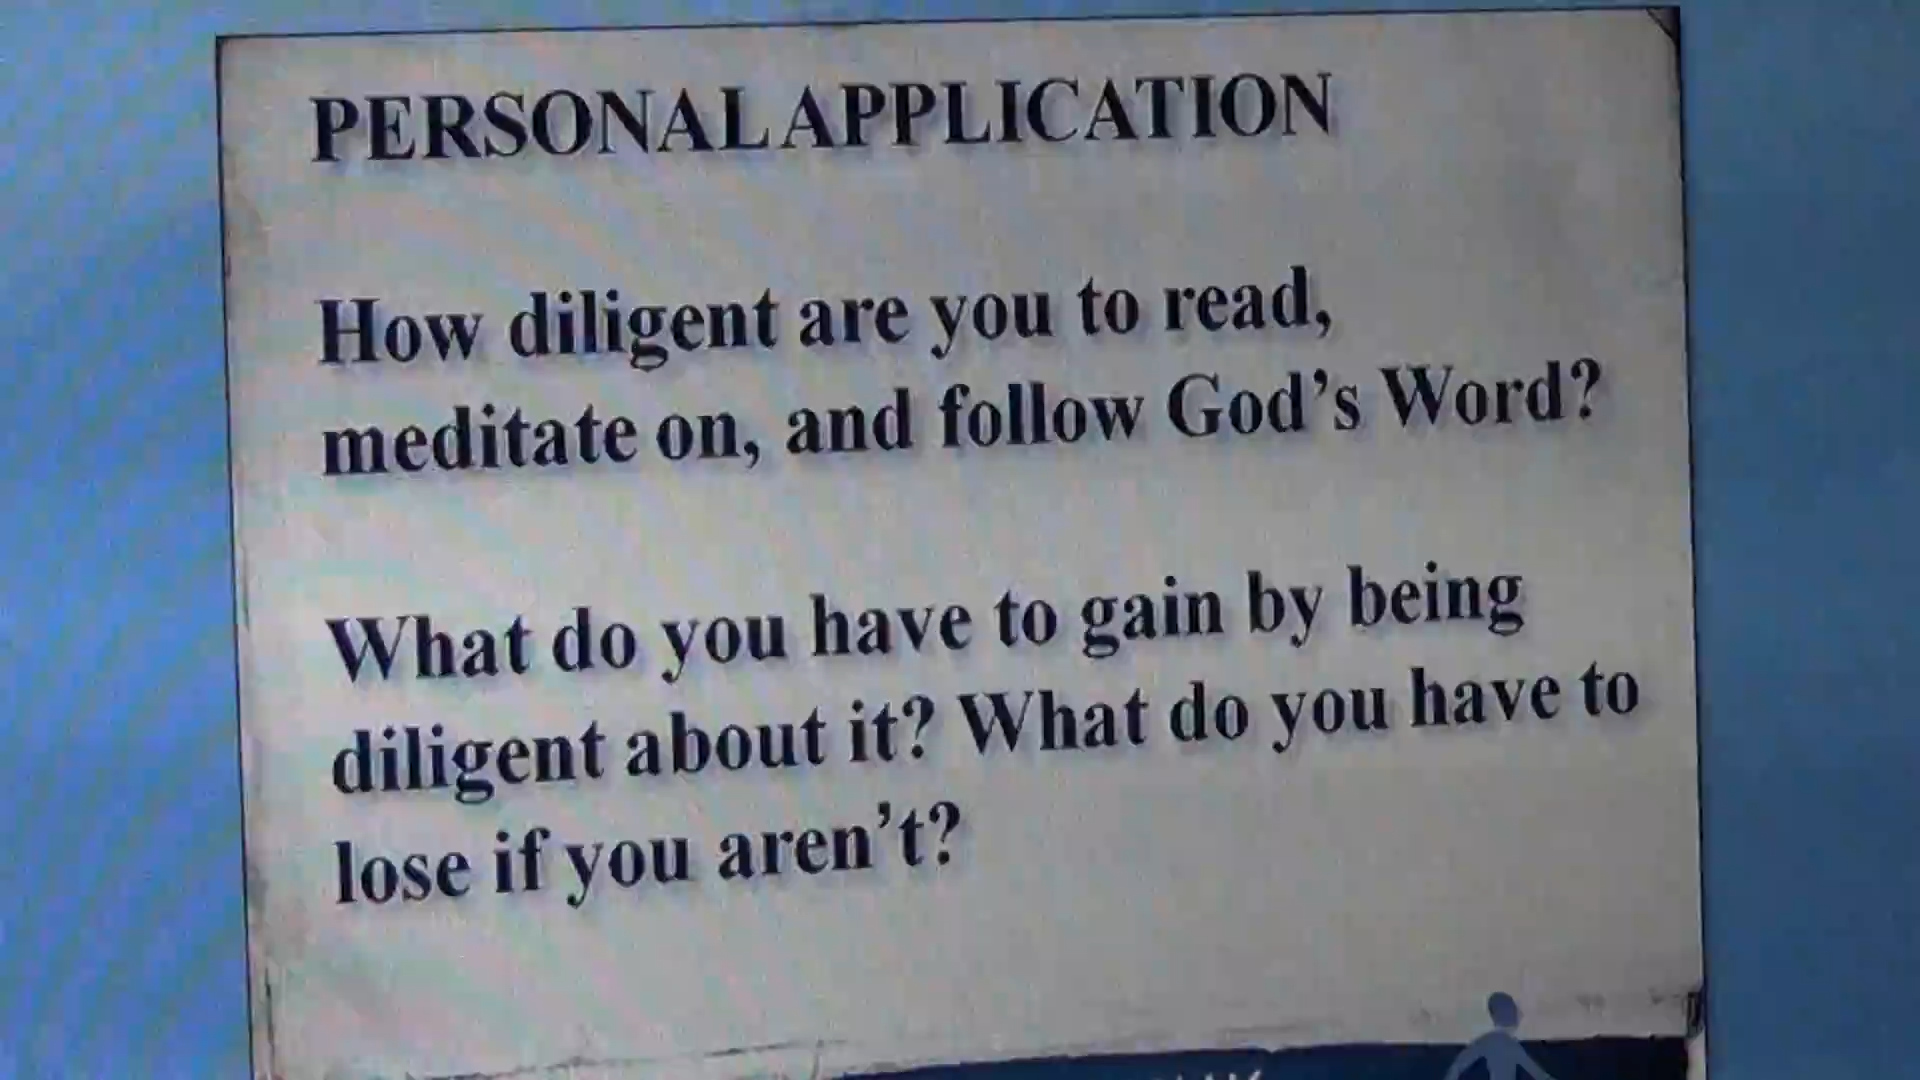 PERSONAL APPLICATION
How diligent are you to read,
meditate on, and follow God’s Word?
What do you have to gain by being
diligent about it? What do you have to
lose if you aren’t?